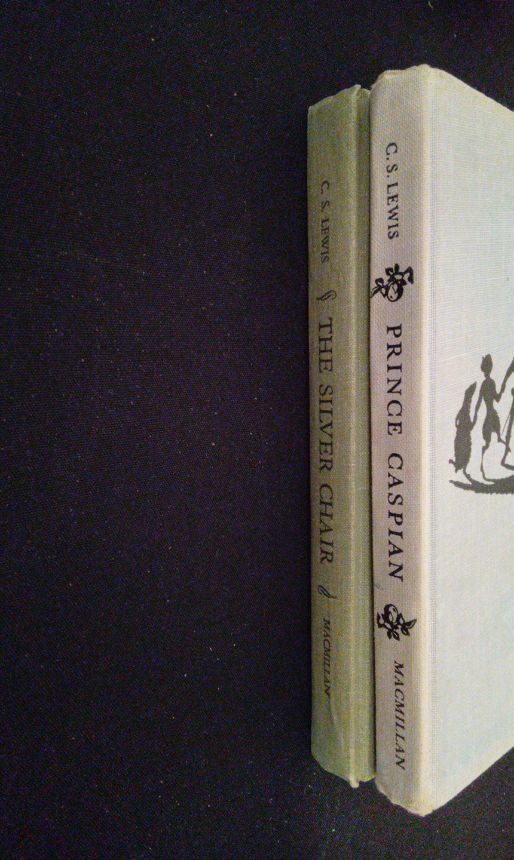 C. S. LEWIS
THE SILVER CHAIR
MACMILLAN
C. S. LEWIS
PRINCE CASPIAN
MACMILLAN